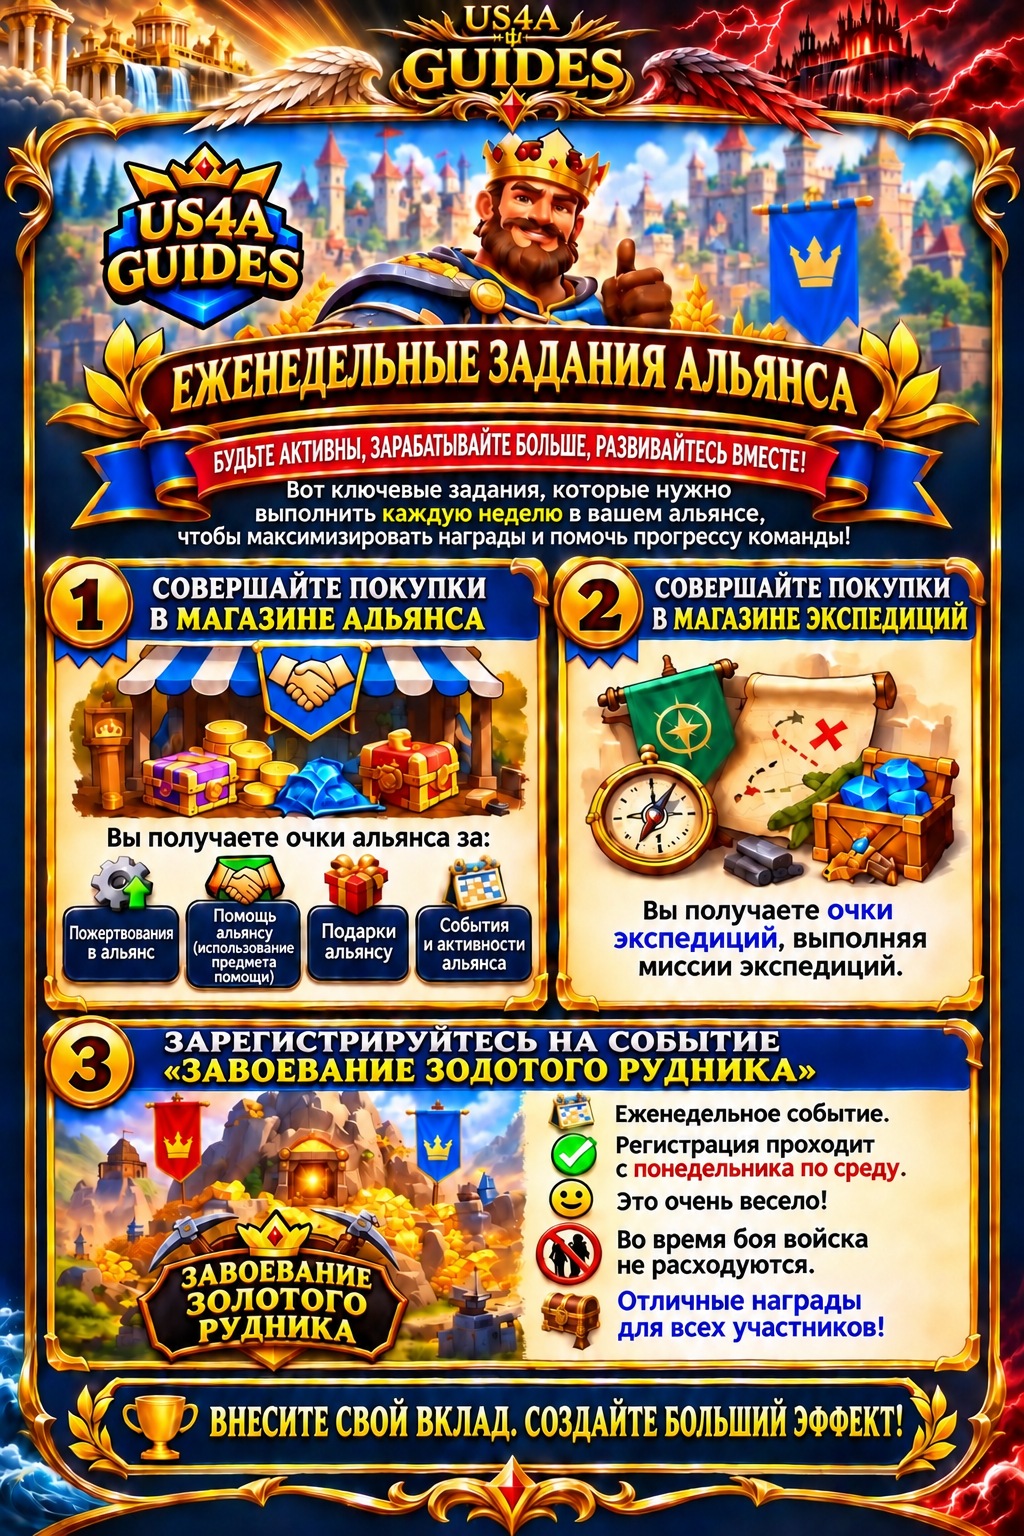 US4A
GUIDES
US4A
GUIDES
ЕЖЕНЕДЕЛЬНЫЕ ЗАДАНИЯ АЛЬЯНСА
БУДЬТЕ АКТИВНЫ, ЗАРАБАТЫВАЙТЕ БОЛЬШЕ, РАЗВИВАЙТЕСЬ ВМЕСТЕ!
Вот ключевые задания, которые нужно
выполнить каждую неделю в вашем альянсе,
чтобы максимизировать награды и помочь прогрессу команды!
1
СОВЕРШАЙТЕ ПОКУПКИ
В МАГАЗИНЕ АДЬЯНСА
Вы получаете очки альянса за:
Пожертвования
в альянс
Помощь
альянсу
(использование
предмета
помощи)
Подарки
альянсу
События
и активности
альянса
2
СОВЕРШАЙТЕ ПОКУПКИ
В МАГАЗИНЕ ЭКСПЕДИЦИЙ
Вы получаете очки
экспедиций, выполняя
миссии экспедиций.
3
ЗАРЕГИСТРИРУЙТЕСЬ НА СОБЫТИЕ
«ЗАВОЕВАНИЕ ЗОДОТОГО РУДНИКА»
ЗАВОЕВАНИЕ
ЗОЛОТОГО
РУДНИКА
Еженедельное событие.
Регистрация проходит
с понедельника по среду.
Это очень весело!
Во время боя войска
не расходуются.
Отличные награды
для всех участников!
ВНЕСИТЕ СВОЙ ВКЛАД. СОЗДАЙТЕ БОЛЬШИЙ ЭФФЕКТ!